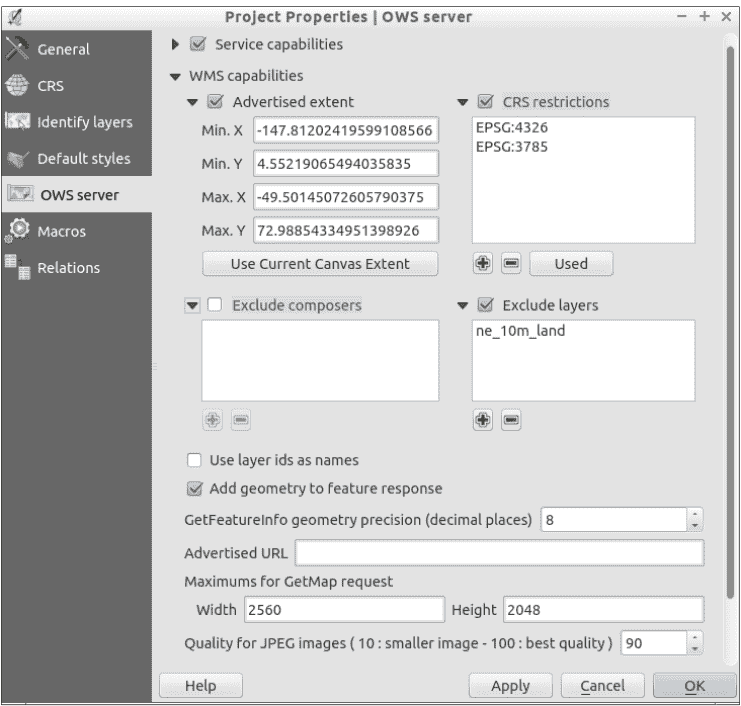 Project Properties | OWS server
General
CRS
Identify layers
Default styles
OWS server
Macros
Relations
Service capabilities
WMS capabilities
Advertised extent
Min. X -147.81202419599108566
Min. Y 4.55219065494035835
Max. X -49.50145072605790375
Max. Y 72.98854334951398926
Use Current Canvas Extent
CRS restrictions
EPSG:4326
EPSG:3785
Used
Exclude composers
Exclude layers
ne_10m_land
Use layer ids as names
Add geometry to feature response
GetFeatureInfo geometry precision (decimal places) 8
Advertised URL
Maximums for GetMap request
Width 2560 Height 2048
Quality for JPEG images ( 10 : smaller image - 100 : best quality ) 90
Help Apply Cancel OK